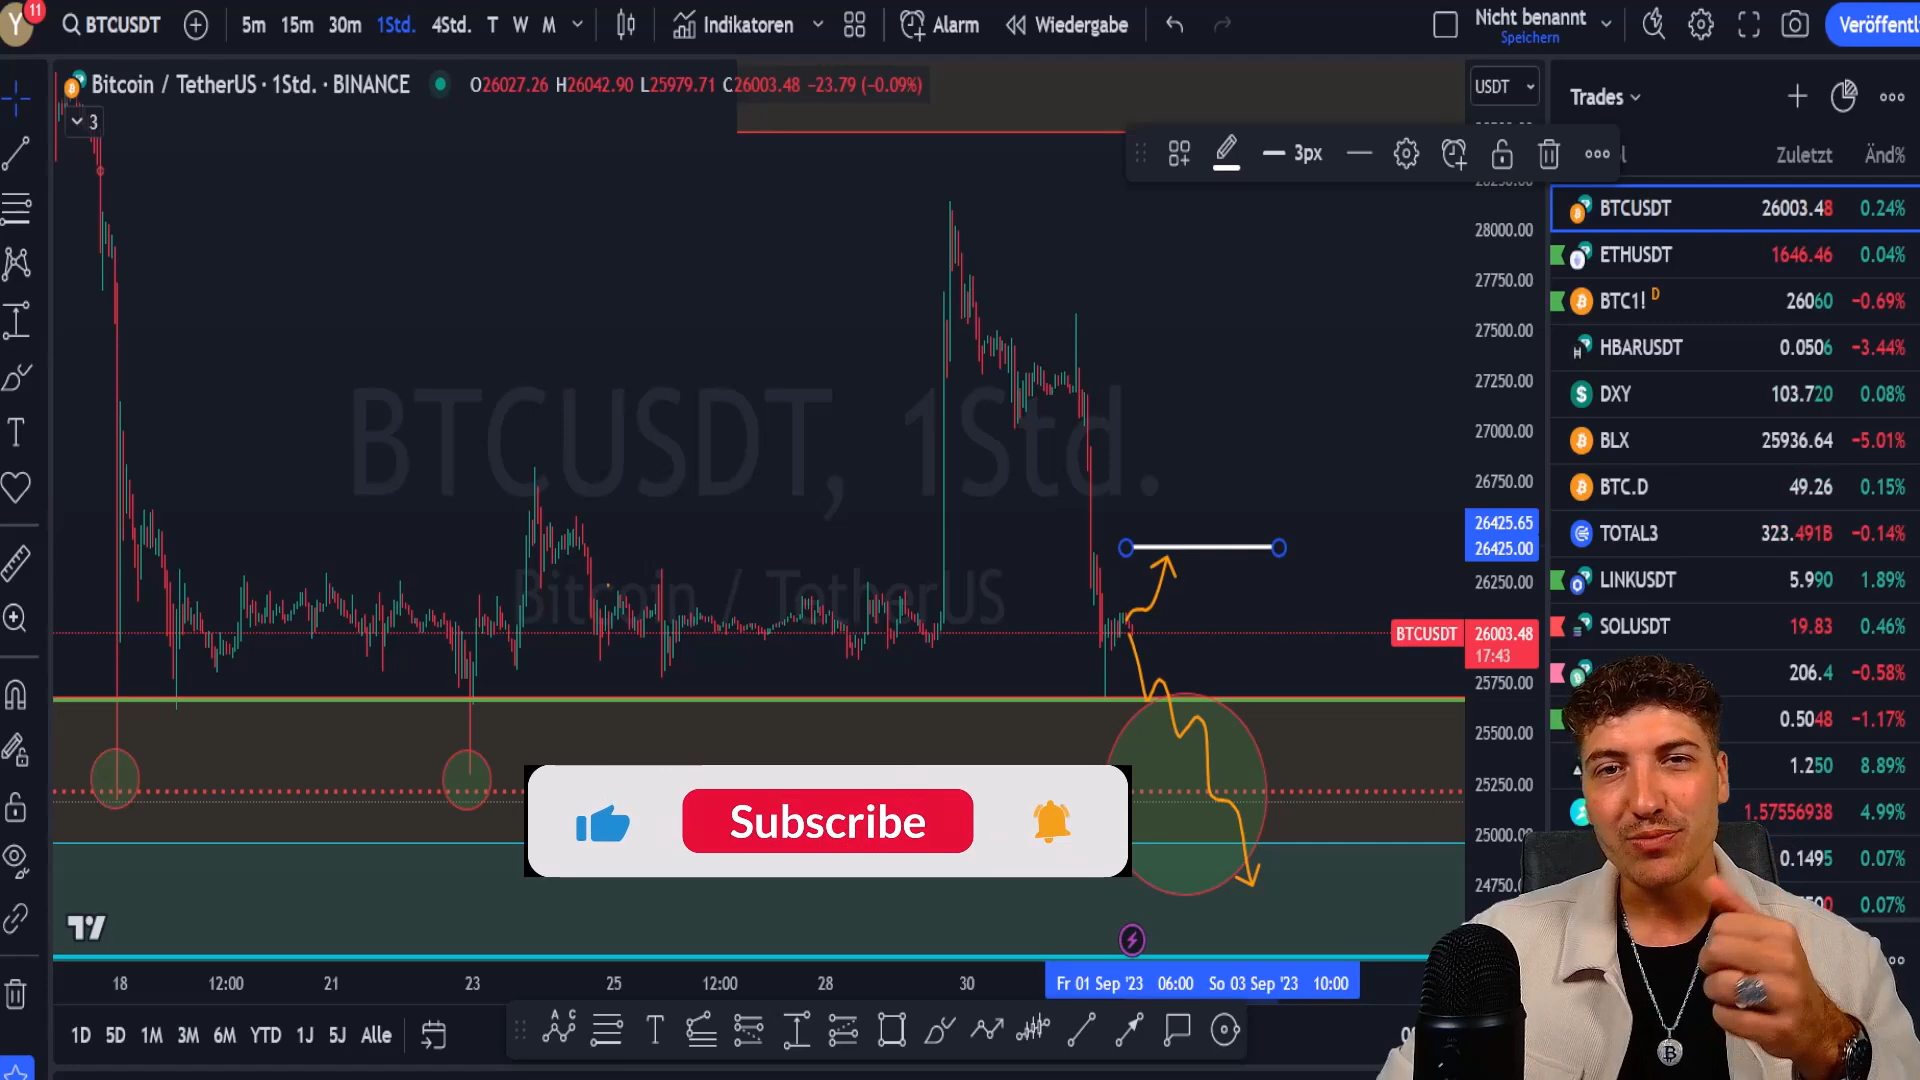 Y 11 BTCUSDT 5m 15m 30m 1Std. 4Std. T W M Indikatoren Alarm Wiedergabe Nicht benannt Veröffentl
Speichern
Bitcoin / TetherUS · 1Std. · BINANCE O26027.26 H26042.90 L25979.71 C26003.48 −23.79 (−0.09%)
3
USDT
3px
28000.00
27750.00
27500.00
27250.00
27000.00
26750.00
26425.65
26425.00
26250.00
BTCUSDT 26003.48
17:43
25750.00
25500.00
25250.00
25000.00
24750.0
BTCUSDT, 1Std.
Bitcoin / TetherUS
Subscribe
18 12:00 21 23 25 12:00 28 30 Fr 01 Sep '23 06:00 So 03 Sep '23 10:00
1D 5D 1M 3M 6M YTD 1J 5J Alle
Trades
Zuletzt Änd%
BTCUSDT 26003.48 0.24%
ETHUSDT 1646.46 0.04%
BTC1! D 26060 −0.69%
HBARUSDT 0.0506 −3.44%
DXY 103.720 0.08%
BLX 25936.64 −5.01%
BTC.D 49.26 0.15%
TOTAL3 323.491B −0.14%
LINKUSDT 5.990 1.89%
SOLUSDT 19.83 0.46%
206.4 −0.58%
0.5048 −1.17%
1.250 8.89%
1.57556938 4.99%
0.1495 0.07%
0.07%